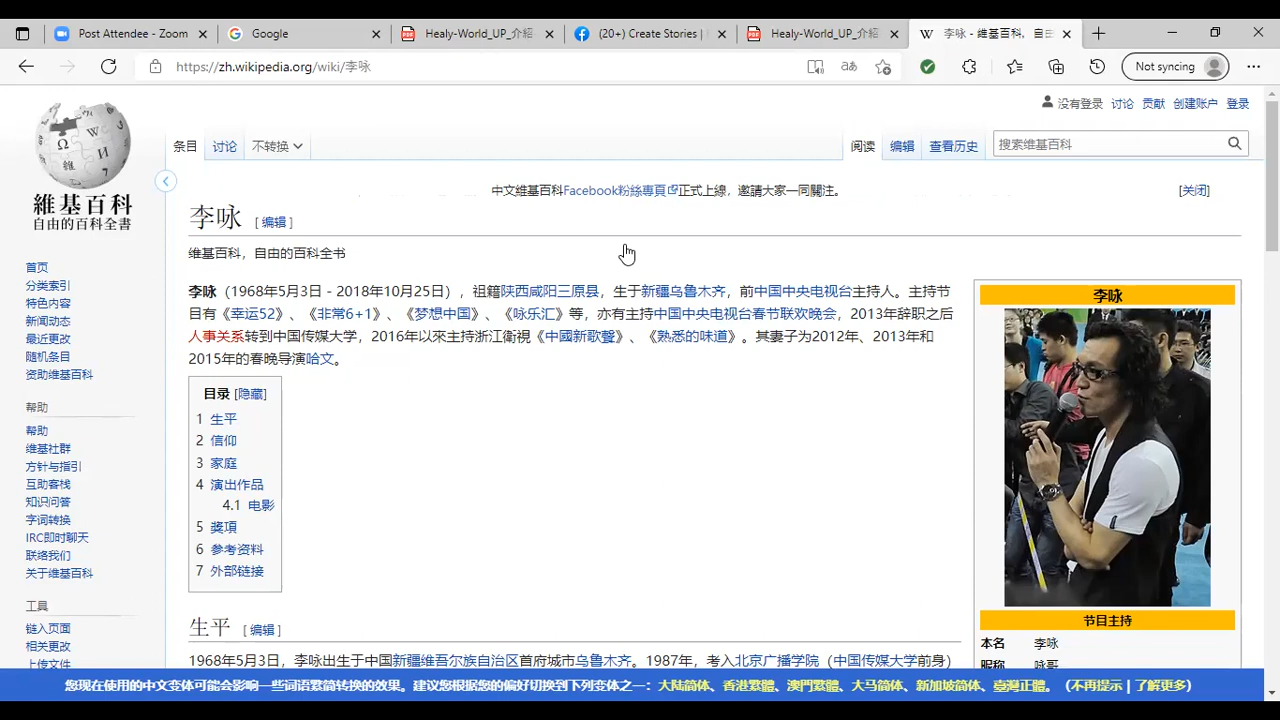 Post Attendee - Zoom
Google
Healy-World_UP_介紹
(20+) Create Stories |
Healy-World_UP_介紹
李咏 - 維基百科，自由
https://zh.wikipedia.org/wiki/李咏
Not syncing
没有登录 讨论 贡献 创建账户 登录
条目 讨论 不转换
阅读 编辑 查看历史 搜索维基百科
中文維基百科Facebook粉絲專頁正式上線，邀請大家一同關注。 [关闭]
維基百科
自由的百科全書
李咏 [编辑]
维基百科，自由的百科全书
李咏（1968年5月3日－2018年10月25日），祖籍陕西咸阳三原县，生于新疆乌鲁木齐，前中国中央电视台主持人。主持节
目有《幸运52》、《非常6+1》、《梦想中国》、《咏乐汇》等，亦有主持中国中央电视台春节联欢晚会，2013年辞职之后
人事关系转到中国传媒大学，2016年以來主持浙江衛視《中國新歌聲》、《熟悉的味道》。其妻子为2012年、2013年和
2015年的春晚导演哈文。
目录 [隐藏]
1 生平
2 信仰
3 家庭
4 演出作品
4.1 电影
5 獎項
6 参考资料
7 外部链接
生平 [编辑]
1968年5月3日，李咏出生于中国新疆维吾尔族自治区首府城市乌鲁木齐。1987年，考入北京广播学院（中国传媒大学前身）
李咏
节目主持
本名 李咏
昵称 咏哥
首页
分类索引
特色内容
新闻动态
最近更改
随机条目
资助维基百科
帮助
帮助
维基社群
方针与指引
互助客栈
知识问答
字词转换
IRC即时聊天
联络我们
关于维基百科
工具
链入页面
相关更改
上传文件
您现在使用的中文变体可能会影响一些词语繁简转换的效果。建议您根据您的偏好切换到下列变体之一：大陆简体、香港繁體、澳門繁體、大马简体、新加坡简体、臺灣正體。（不再提示 | 了解更多）